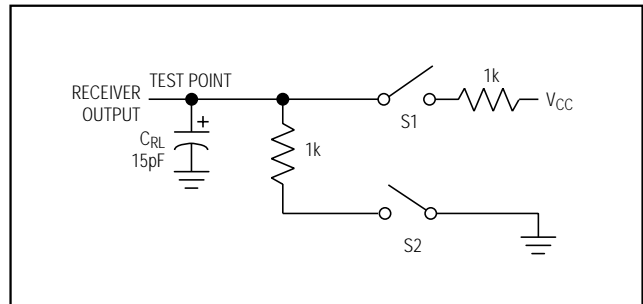 RECEIVER
OUTPUT
TEST POINT
+
CRL
15pF
1k
S1
1k
VCC
S2